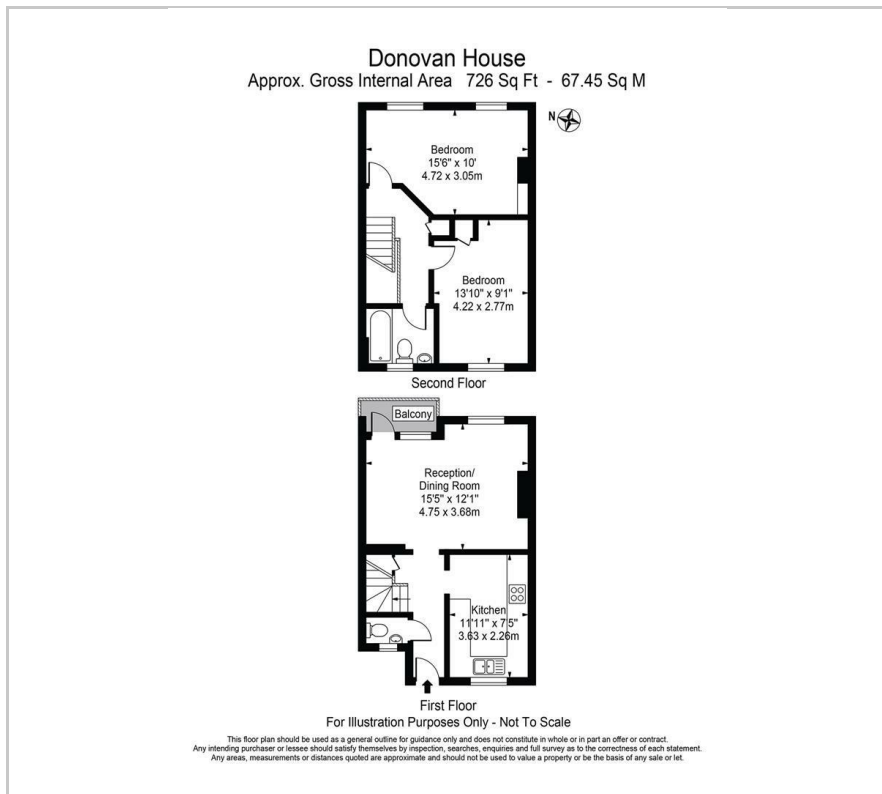 Donovan House
Approx. Gross Internal Area 726 Sq Ft - 67.45 Sq M
N
Bedroom
15'6" x 10'
4.72 x 3.05m
Bedroom
13'10" x 9'1"
4.22 x 2.77m
Second Floor
Balcony
Reception/
Dining Room
15'5" x 12'1"
4.75 x 3.68m
Kitchen
11'11" x 7'5"
3.63 x 2.26m
First Floor
For Illustration Purposes Only - Not To Scale
This floor plan should be used as a general outline for guidance only and does not constitute in whole or in part an offer or contract.
Any intending purchaser or lessee should satisfy themselves by inspection, searches, enquiries and full survey as to the correctness of each statement.
Any areas, measurements or distances quoted are approximate and should not be used to value a property or be the basis of any sale or let.